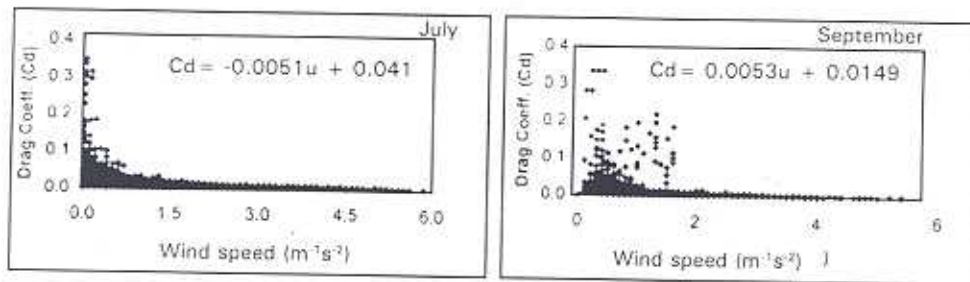 July
Cd = -0.0051u + 0.041
Drag Coeff. (Cd)
0.4
0.3
0.2
0.1
0.0
0.0 1.5 3.0 4.5 6.0
Wind speed (m⁻¹s⁻²)
September
Cd = 0.0053u + 0.0149
Drag Coeff. (Cd)
0.4
0.3
0.2
0.1
0.0
0 2 4 6
Wind speed (m⁻¹s⁻²) )